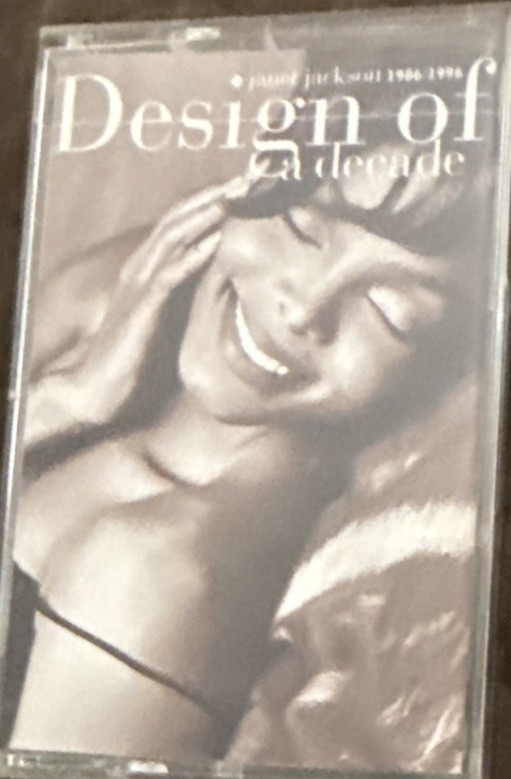 janet jackson 1986/1996
Design of
a decade